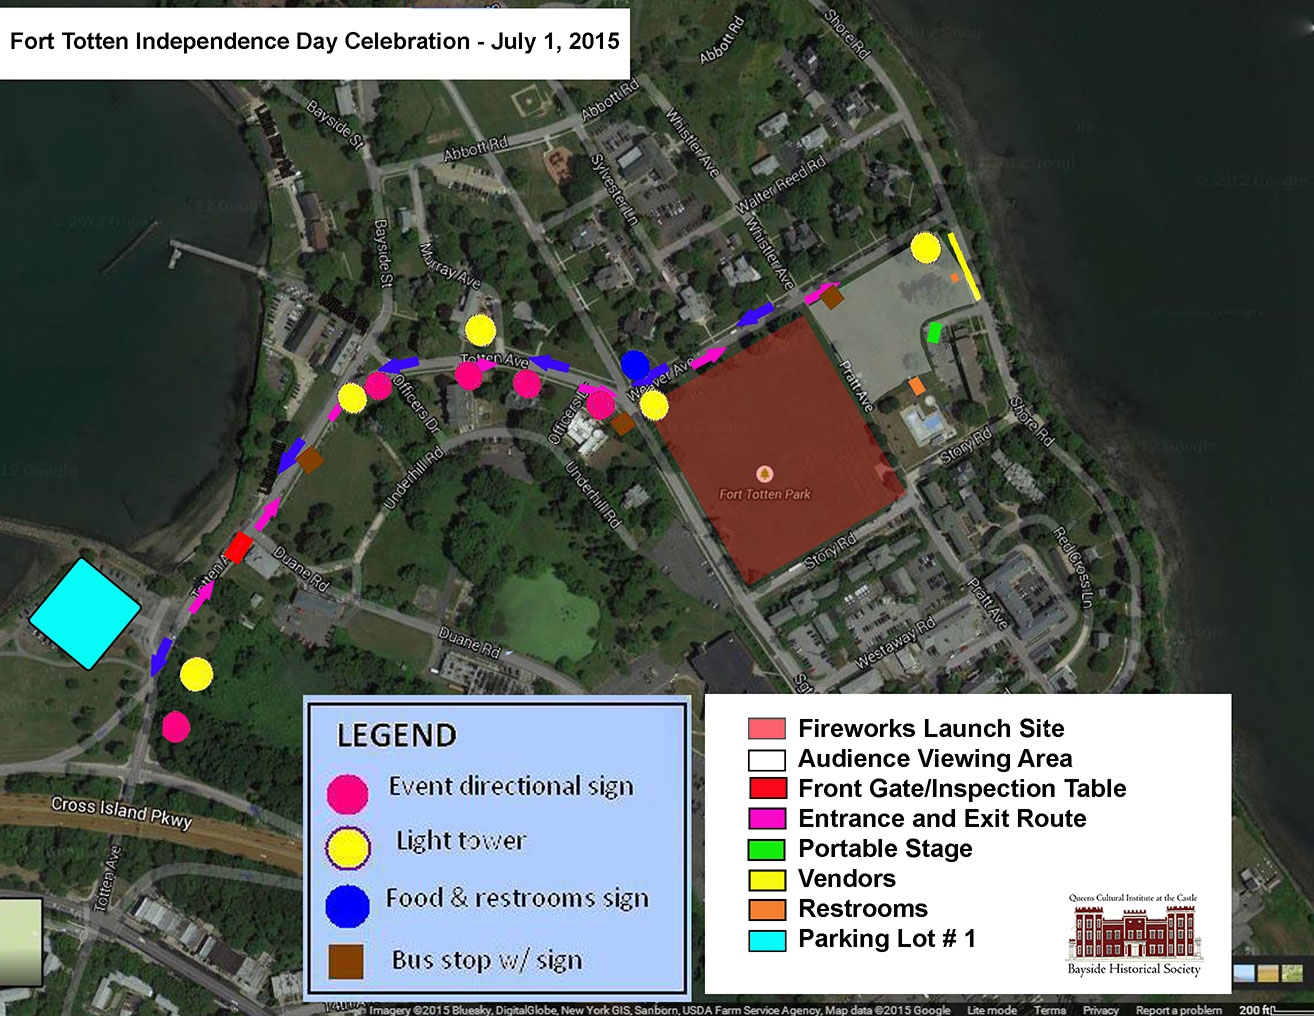 Fort Totten Independence Day Celebration - July 1, 2015
Shore Rd
Abbott Rd
Abbott Rd
Bayside St
Whistler Ave
Abbott Rd
Sylvester Ln
Walter Reed Rd
Bayside St
Whistler Ave
Murray Ave
Totten Ave
Weaver Ave
Pratt Ave
Officers Dr
Officers
Shore Rd
Story Rd
Underhill Rd
Underhill Rd
Fort Totten Park
Story Rd
Duane Rd
Totten A
Red Cross Ln
Pratt Ave
Westaway Rd
Duane Rd
Sgt
Cross Island Pkwy
Totten Ave
LEGEND
Event directional sign
Light tower
Food & restrooms sign
Bus stop w/ sign
Fireworks Launch Site
Audience Viewing Area
Front Gate/Inspection Table
Entrance and Exit Route
Portable Stage
Vendors
Restrooms
Parking Lot # 1
Queens Cultural Institute at the Castle
Bayside Historical Society
Imagery ©2015 Bluesky, DigitalGlobe, New York GIS, Sanborn, USDA Farm Service Agency, Map data ©2015 Google Lite mode Terms Privacy Report a problem 200 ft